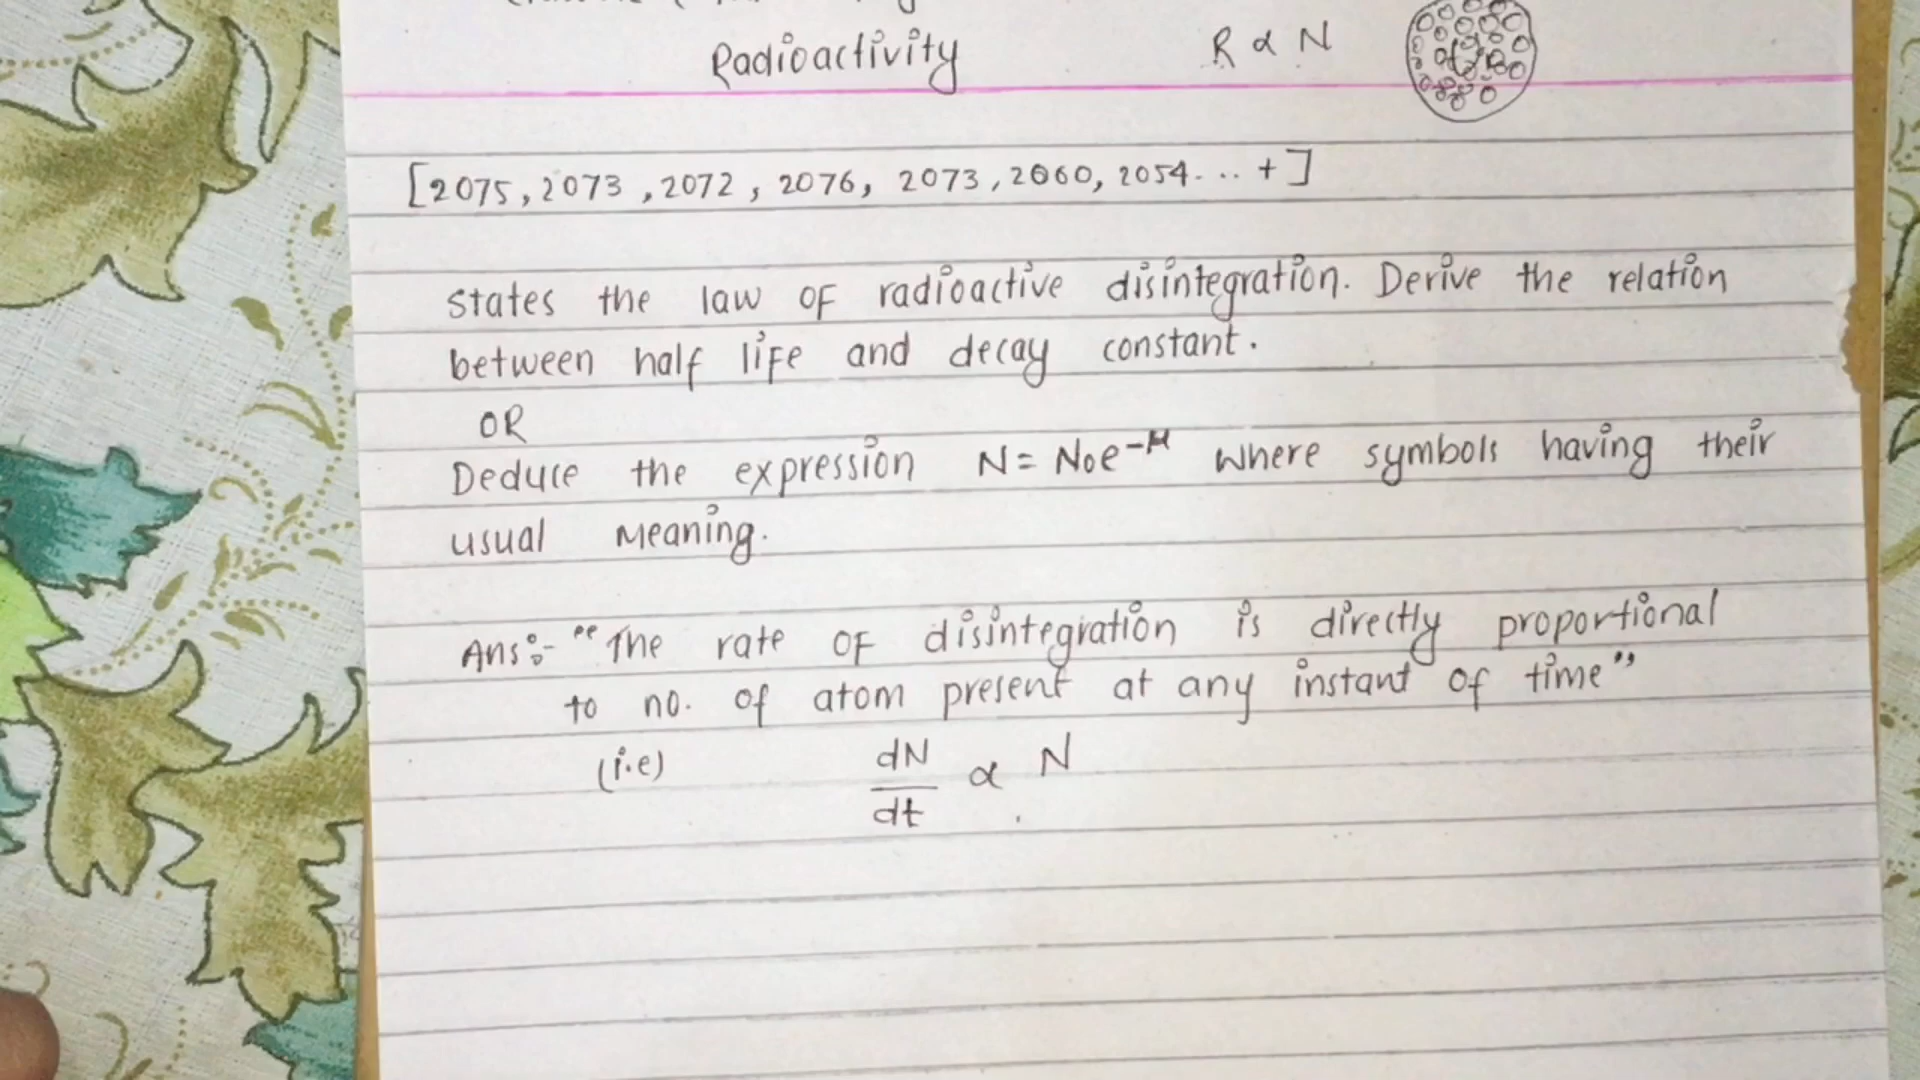 Radioactivity R ∝ N
[2075, 2073, 2072, 2076, 2073, 2060, 2054- .. + ]
States the law of radioactive disintegration. Derive the relation
between half life and decay constant.
OR
Deduce the expression N = N₀e-H where symbols having their
usual meaning.
Ans:- "The rate of disintegration is directly proportional
to no. of atom present at any instant of time"
(i.e) dN/dt ∝ N